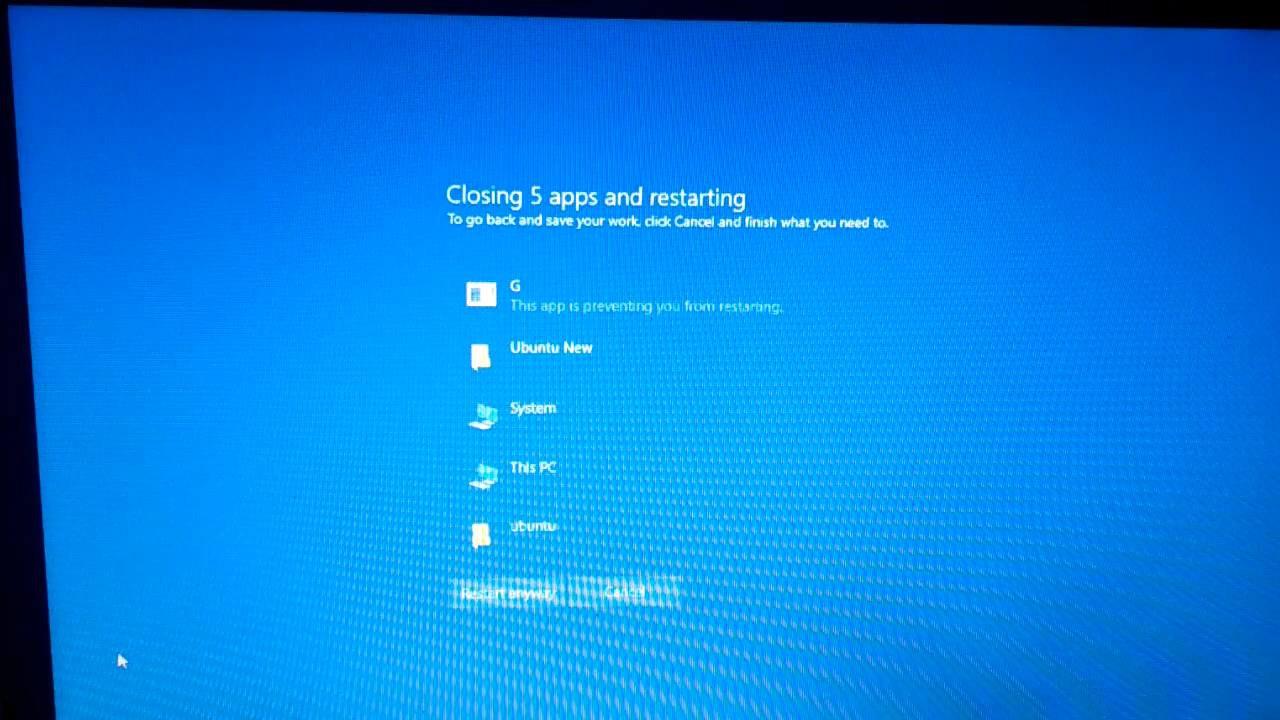 Closing 5 apps and restarting
To go back and save your work, click Cancel and finish what you need to.
G
This app is preventing you from restarting.
Ubuntu New
System
This PC
ubuntu
Restart anyway
Cancel